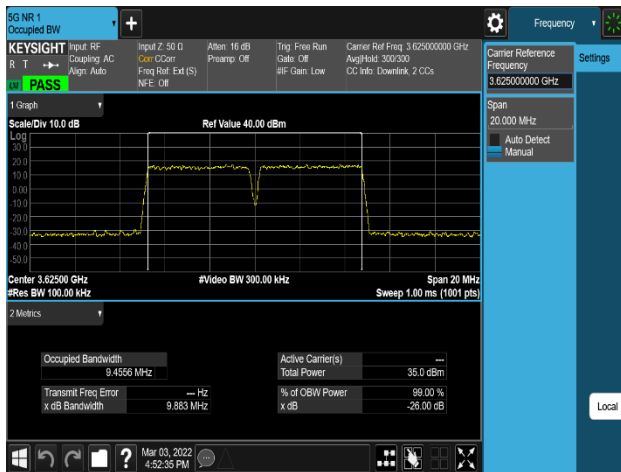 5G NR 1
Occupied BW
Frequency
KEYSIGHT
R T
PASS
Input: RF
Coupling: AC
Align: Auto
Input Z: 50 Ω
Corr CCorr
Freq Ref: Ext (S)
NFE: Off
Atten: 16 dB
Preamp: Off
Trig: Free Run
Gate: Off
#IF Gain: Low
Carrier Ref Freq: 3.625000000 GHz
Avg|Hold: 300/300
CC Info: Downlink, 2 CCs
Carrier Reference
Frequency
3.625000000 GHz
Settings
Span
20.000 MHz
Auto Detect
Manual
1 Graph
Scale/Div 10.0 dB
Ref Value 40.00 dBm
Log
30.0
20.0
10.0
0.00
-10.0
-20.0
-30.0
-40.0
-50.0
Center 3.62500 GHz
#Video BW 300.00 kHz
Span 20 MHz
#Res BW 100.00 kHz
Sweep 1.00 ms (1001 pts)
2 Metrics
Occupied Bandwidth
9.4556 MHz
Active Carrier(s)
---
Total Power
35.0 dBm
Transmit Freq Error
--- Hz
% of OBW Power
99.00 %
x dB Bandwidth
9.883 MHz
x dB
-26.00 dB
Local
?
Mar 03, 2022
4:52:35 PM